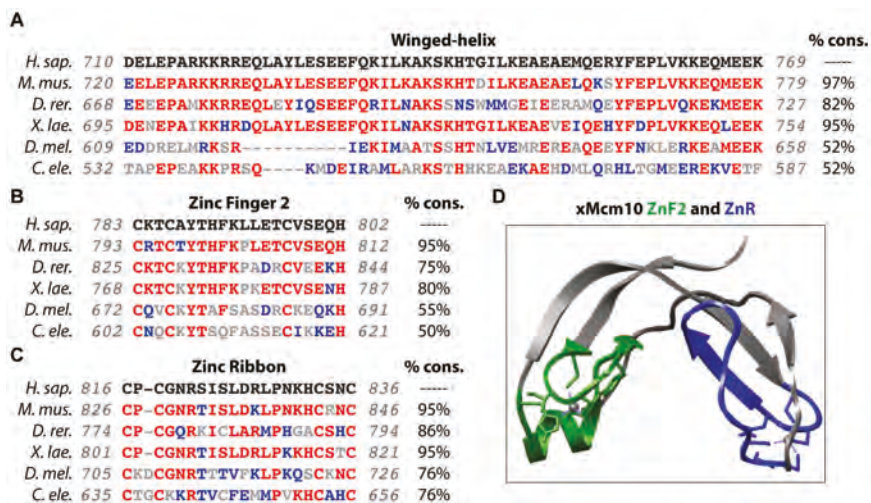 A
Winged-helix % cons.
H. sap. 710 DELEPARKKRREQLAYLESEEFQKILKAKSKHTGILKEAEAEMQERYFEPLVKKEQMEEK 769 -----
M. mus. 720 EELEPARKKRREQLAYLESEEFQKILKAKSKHTDILKEAEAELQKSYFEPLVKKEQMEEK 779 97%
D. rer. 668 727 82%
X. lae. 695 DENEPAIKKHRDQLAYLESEEFQKILNAKSKHTGILKEAEVEIQEHYFDPLVKKEQLEEK 754 95%
D. mel. 609 EDDRELMRKSR----------IEKIMAATSSHTNLVEMREREAQEEYFNKLERKEAMEEK 658 52%
C. ele. 532 TAPEPEAKKPRSQ----KMDEIRAMLARKSTHHKEAEKAEHDMLQRHLTGMEEREKVETF 587 52%
B
Zinc Finger 2 % cons.
H. sap. 783 CKTCAYTHFKLLETCVSEQH 802 -----
M. mus. 793 CRTCTYTHFKPLETCVSEQH 812 95%
D. rer. 825 CKTCKYTHFKPADRCVEEKH 844 75%
X. lae. 768 CKTCKYTHFKPKETCVSENH 787 80%
D. mel. 672 CQVCKYTAFSASDRCKEQKH 691 55%
C. ele. 602 CNQCKYTSQFASSECIKKEH 621 50%
C
Zinc Ribbon % cons.
H. sap. 816 CP-CGNRSISLDRLPNKHCSNC 836 -----
M. mus. 826 CP-CGNRTISLDKLPNKHCRNC 846 95%
D. rer. 774 CP-CGQRKICLARMPHGACSHC 794 86%
X. lae. 801 CP-CGNRTISLDRLPNKHCSTC 821 95%
D. mel. 705 CKDCGNRTTTVFKLPKQSCKNC 726 76%
C. ele. 635 CTGCKKRTVCFEMMPVKHCAHC 656 76%
D
xMcm10 ZnF2 and ZnR